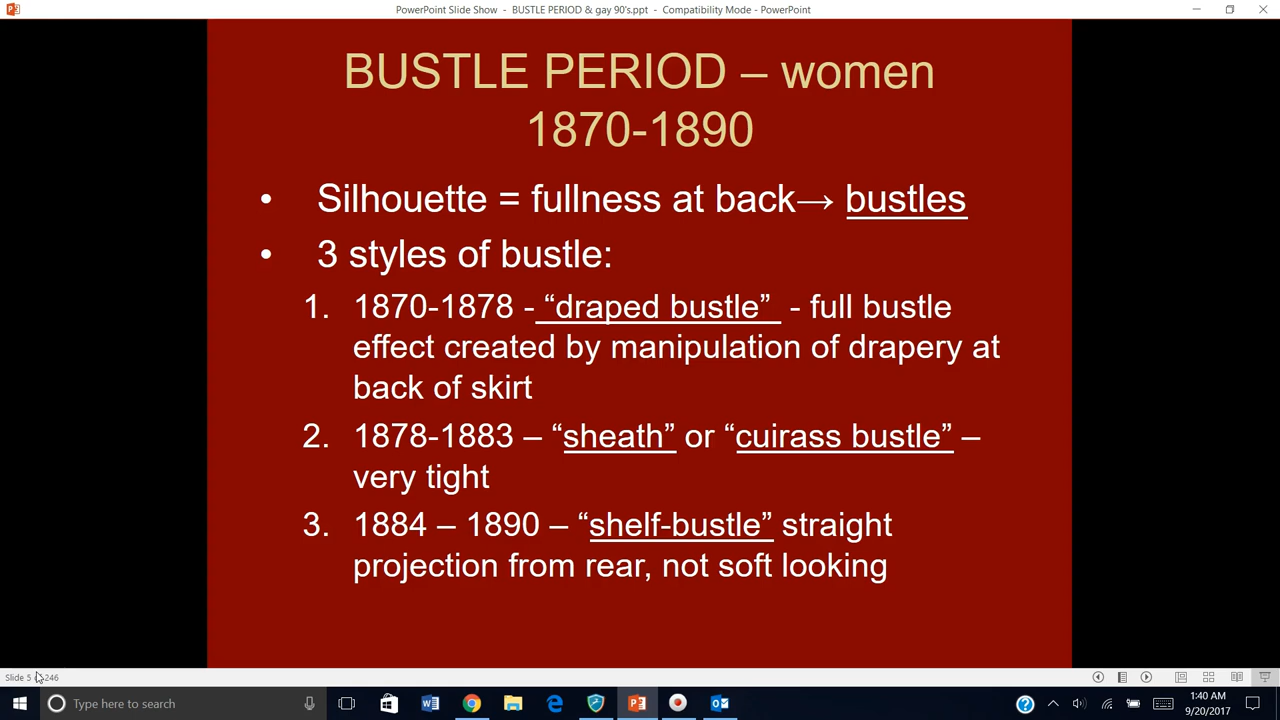 PowerPoint Slide Show - BUSTLE PERIOD & gay 90's.ppt - Compatibility Mode - PowerPoint
BUSTLE PERIOD – women
1870-1890
• Silhouette = fullness at back→ bustles
• 3 styles of bustle:
1. 1870-1878 - “draped bustle” - full bustle
effect created by manipulation of drapery at
back of skirt
2. 1878-1883 – “sheath” or “cuirass bustle” –
very tight
3. 1884 – 1890 – “shelf-bustle” straight
projection from rear, not soft looking
Slide 5 246
Type here to search
1:40 AM
9/20/2017